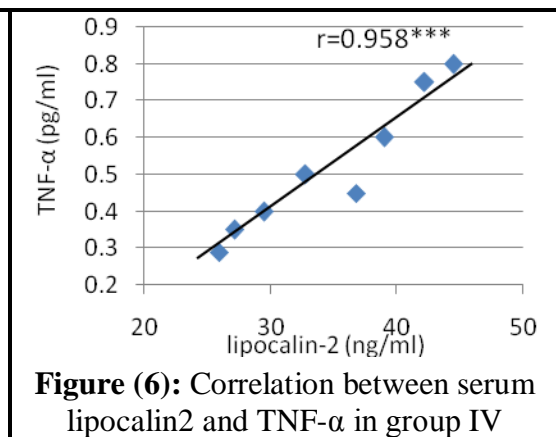 r=0.958***
TNF-α (pg/ml)
0.9
0.8
0.7
0.6
0.5
0.4
0.3
0.2
20 30 40 50
lipocalin-2 (ng/ml)
Figure (6): Correlation between serum
lipocalin2 and TNF-α in group IV